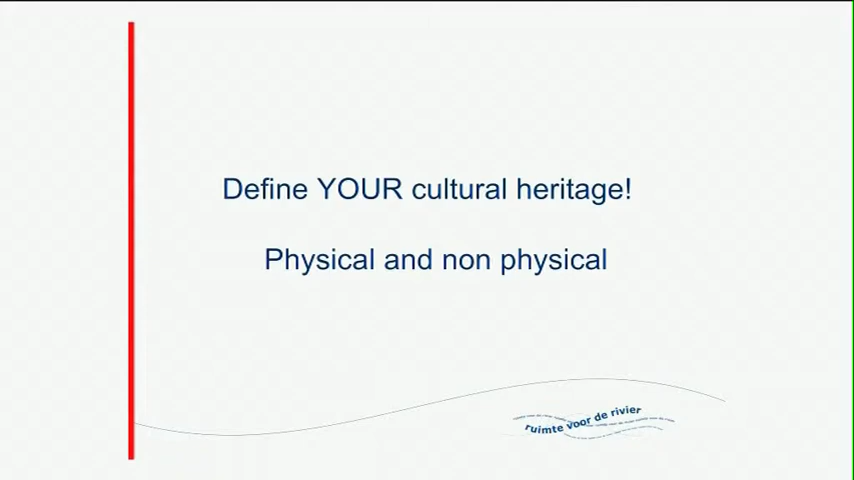 Define YOUR cultural heritage!
Physical and non physical
ruimte voor de rivier